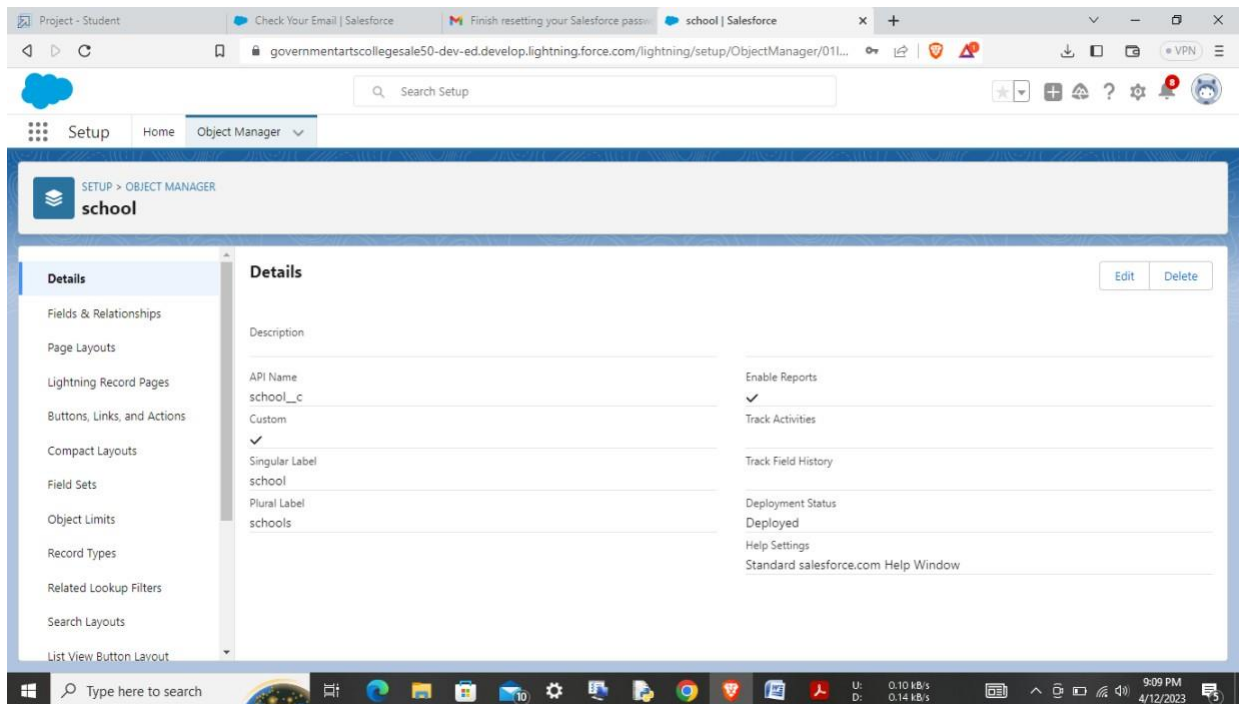 Project - Student
Check Your Email | Salesforce
Finish resetting your Salesforce passw
school | Salesforce
governmentartscollegesale50-dev-ed.develop.lightning.force.com/lightning/setup/ObjectManager/01I...
VPN
Search Setup
8
Setup
Home
Object Manager
SETUP > OBJECT MANAGER
school
Details
Fields & Relationships
Page Layouts
Lightning Record Pages
Buttons, Links, and Actions
Compact Layouts
Field Sets
Object Limits
Record Types
Related Lookup Filters
Search Layouts
List View Button Layout
Details
Edit
Delete
Description
API Name
school__c
Custom
Singular Label
school
Plural Label
schools
Enable Reports
Track Activities
Track Field History
Deployment Status
Deployed
Help Settings
Standard salesforce.com Help Window
Type here to search
10
U: 0.10 kB/s
D: 0.14 kB/s
9:09 PM
4/12/2023
5